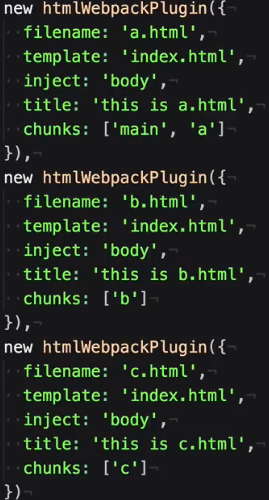 new htmlWebpackPlugin({
  filename: 'a.html',
  template: 'index.html',
  inject: 'body',
  title: 'this is a.html',
  chunks: ['main', 'a']
}),
new htmlWebpackPlugin({
  filename: 'b.html',
  template: 'index.html',
  inject: 'body',
  title: 'this is b.html',
  chunks: ['b']
}),
new htmlWebpackPlugin({
  filename: 'c.html',
  template: 'index.html',
  inject: 'body',
  title: 'this is c.html',
  chunks: ['c']
})